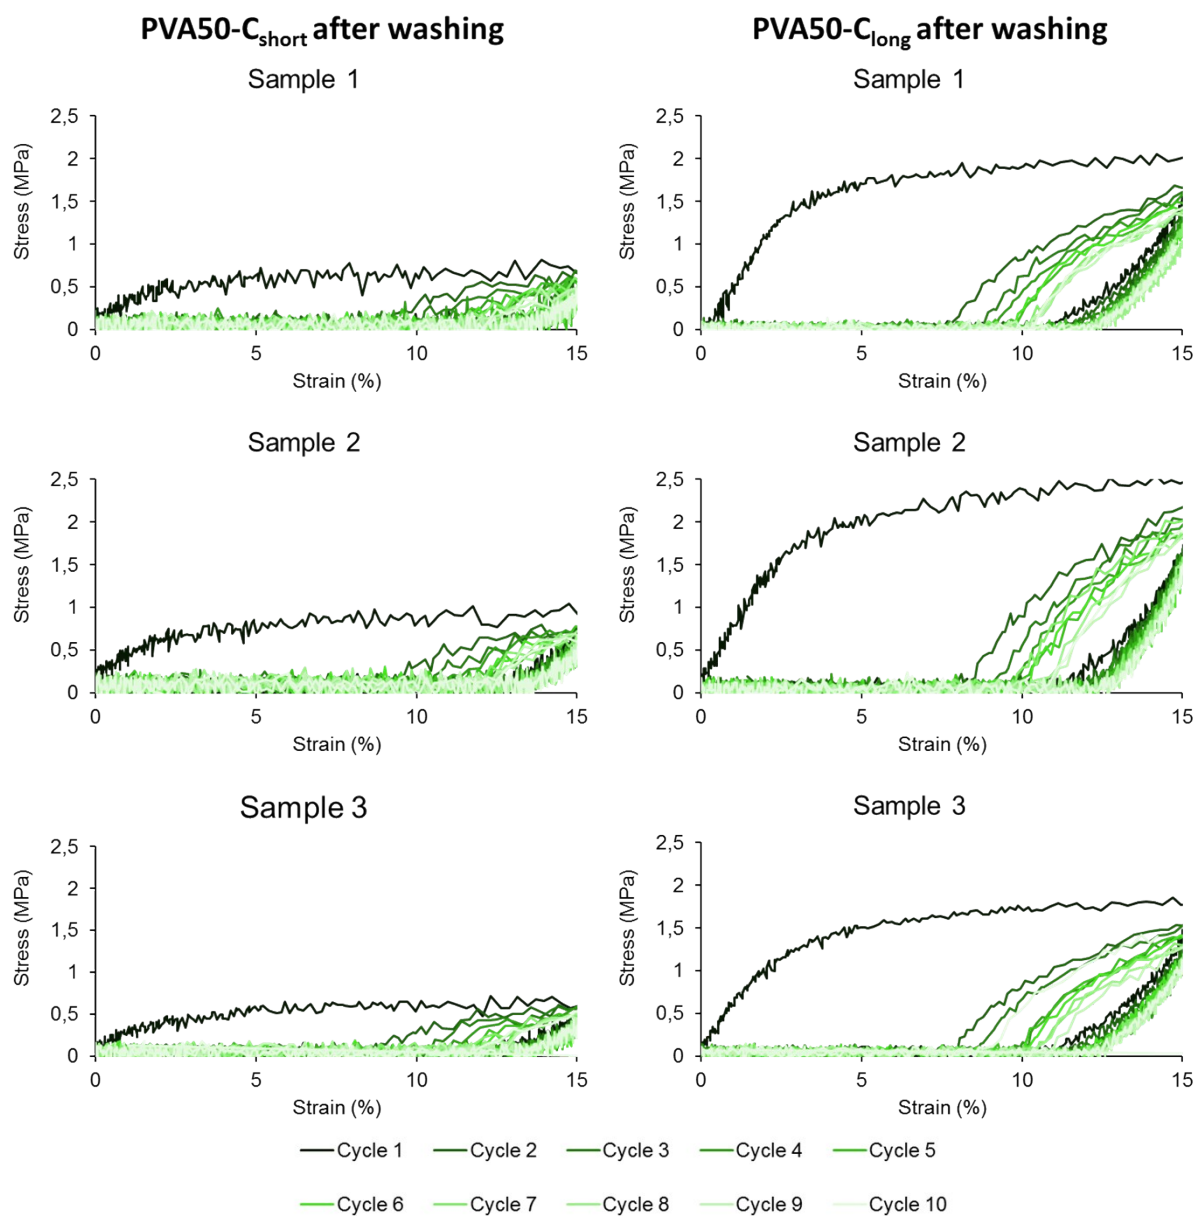 PVA50-Cshort after washing
PVA50-Clong after washing
Sample 1
Sample 1
2,5
2
1,5
1
0,5
0
Stress (MPa)
0 5 10 15
Strain (%)
2,5
2
1,5
1
0,5
0
Stress (MPa)
0 5 10 15
Strain (%)
Sample 2
Sample 2
2,5
2
1,5
1
0,5
0
Stress (MPa)
0 5 10 15
Strain (%)
2,5
2
1,5
1
0,5
0
Stress (MPa)
0 5 10 15
Strain (%)
Sample 3
Sample 3
2,5
2
1,5
1
0,5
0
Stress (MPa)
0 5 10 15
Strain (%)
2,5
2
1,5
1
0,5
0
Stress (MPa)
0 5 10 15
Strain (%)
Cycle 1 Cycle 2 Cycle 3 Cycle 4 Cycle 5
Cycle 6 Cycle 7 Cycle 8 Cycle 9 Cycle 10